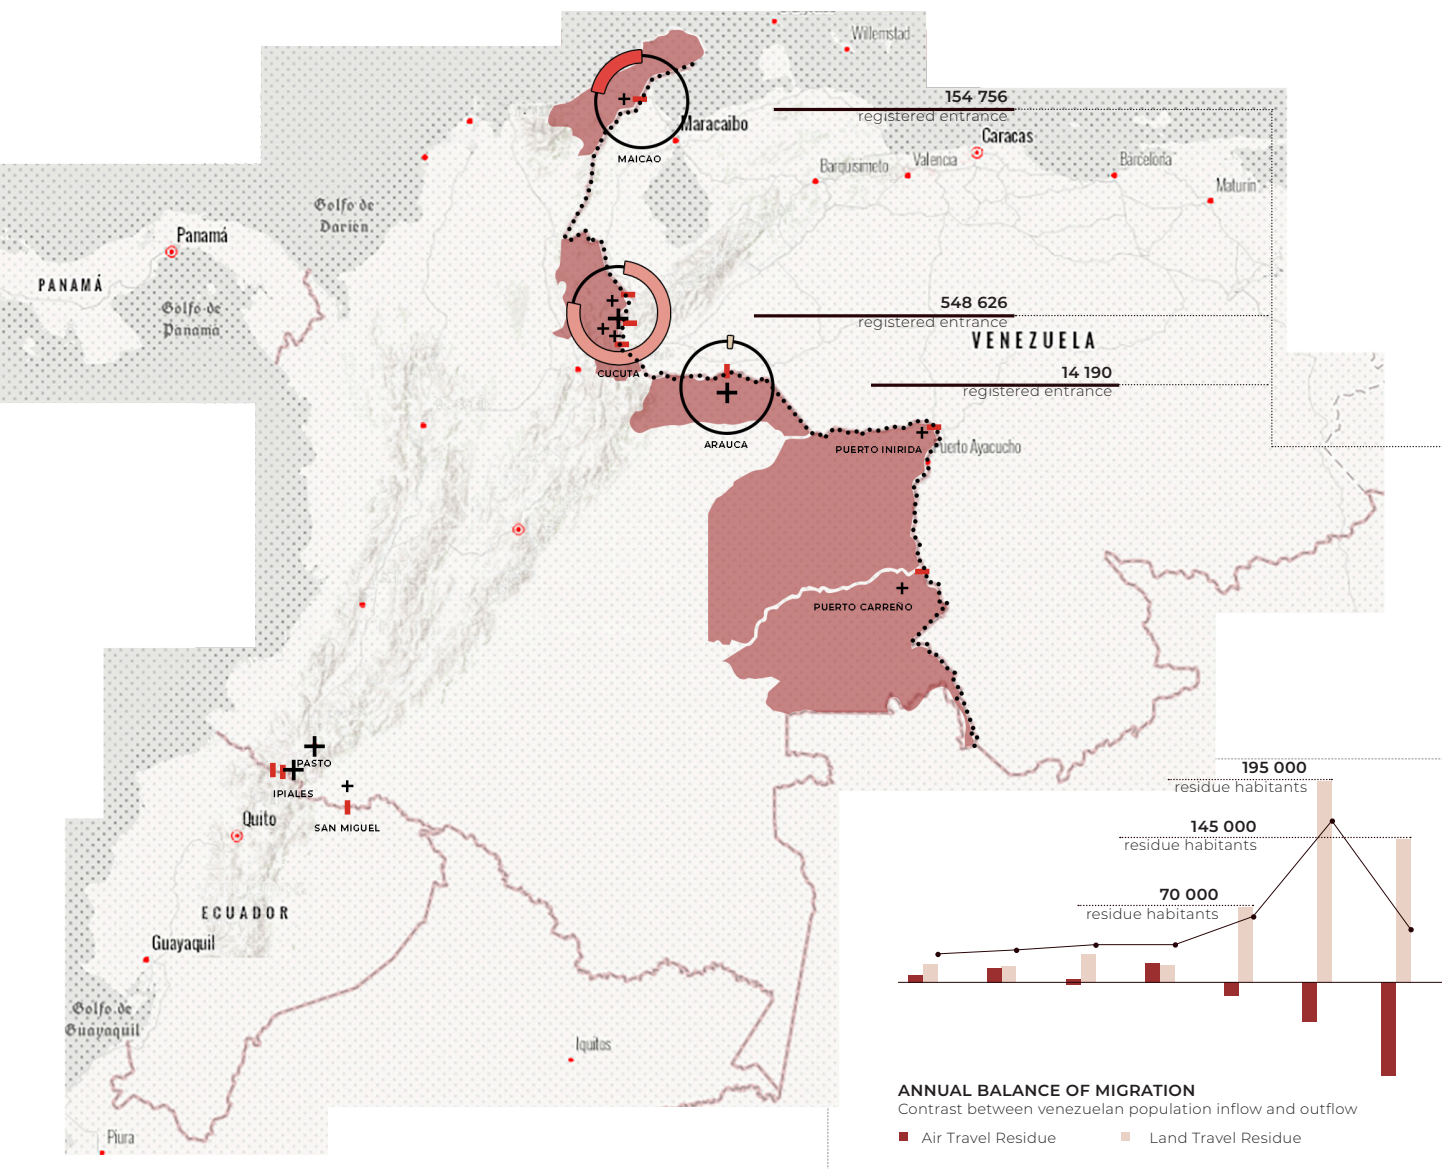 Willemstad
154 756
registered entrance
Maracaibo
Caracas
MAICAO
Barquisimeto
Valencia
Barcelona
Maturín
Golfo de
Darién
Panamá
PANAMÁ
Golfo de
Panamá
548 626
registered entrance
VENEZUELA
CUCUTA
14 190
registered entrance
ARAUCA
PUERTO INIRIDA
uerto Ayacucho
PUERTO CARREÑO
PASTO
IPIALES
SAN MIGUEL
Quito
ECUADOR
Guayaquil
Golfo de
Guayaquil
Iquitos
Piura
195 000
residue habitants
145 000
residue habitants
70 000
residue habitants
ANNUAL BALANCE OF MIGRATION
Contrast between venezuelan population inflow and outflow
Air Travel Residue
Land Travel Residue